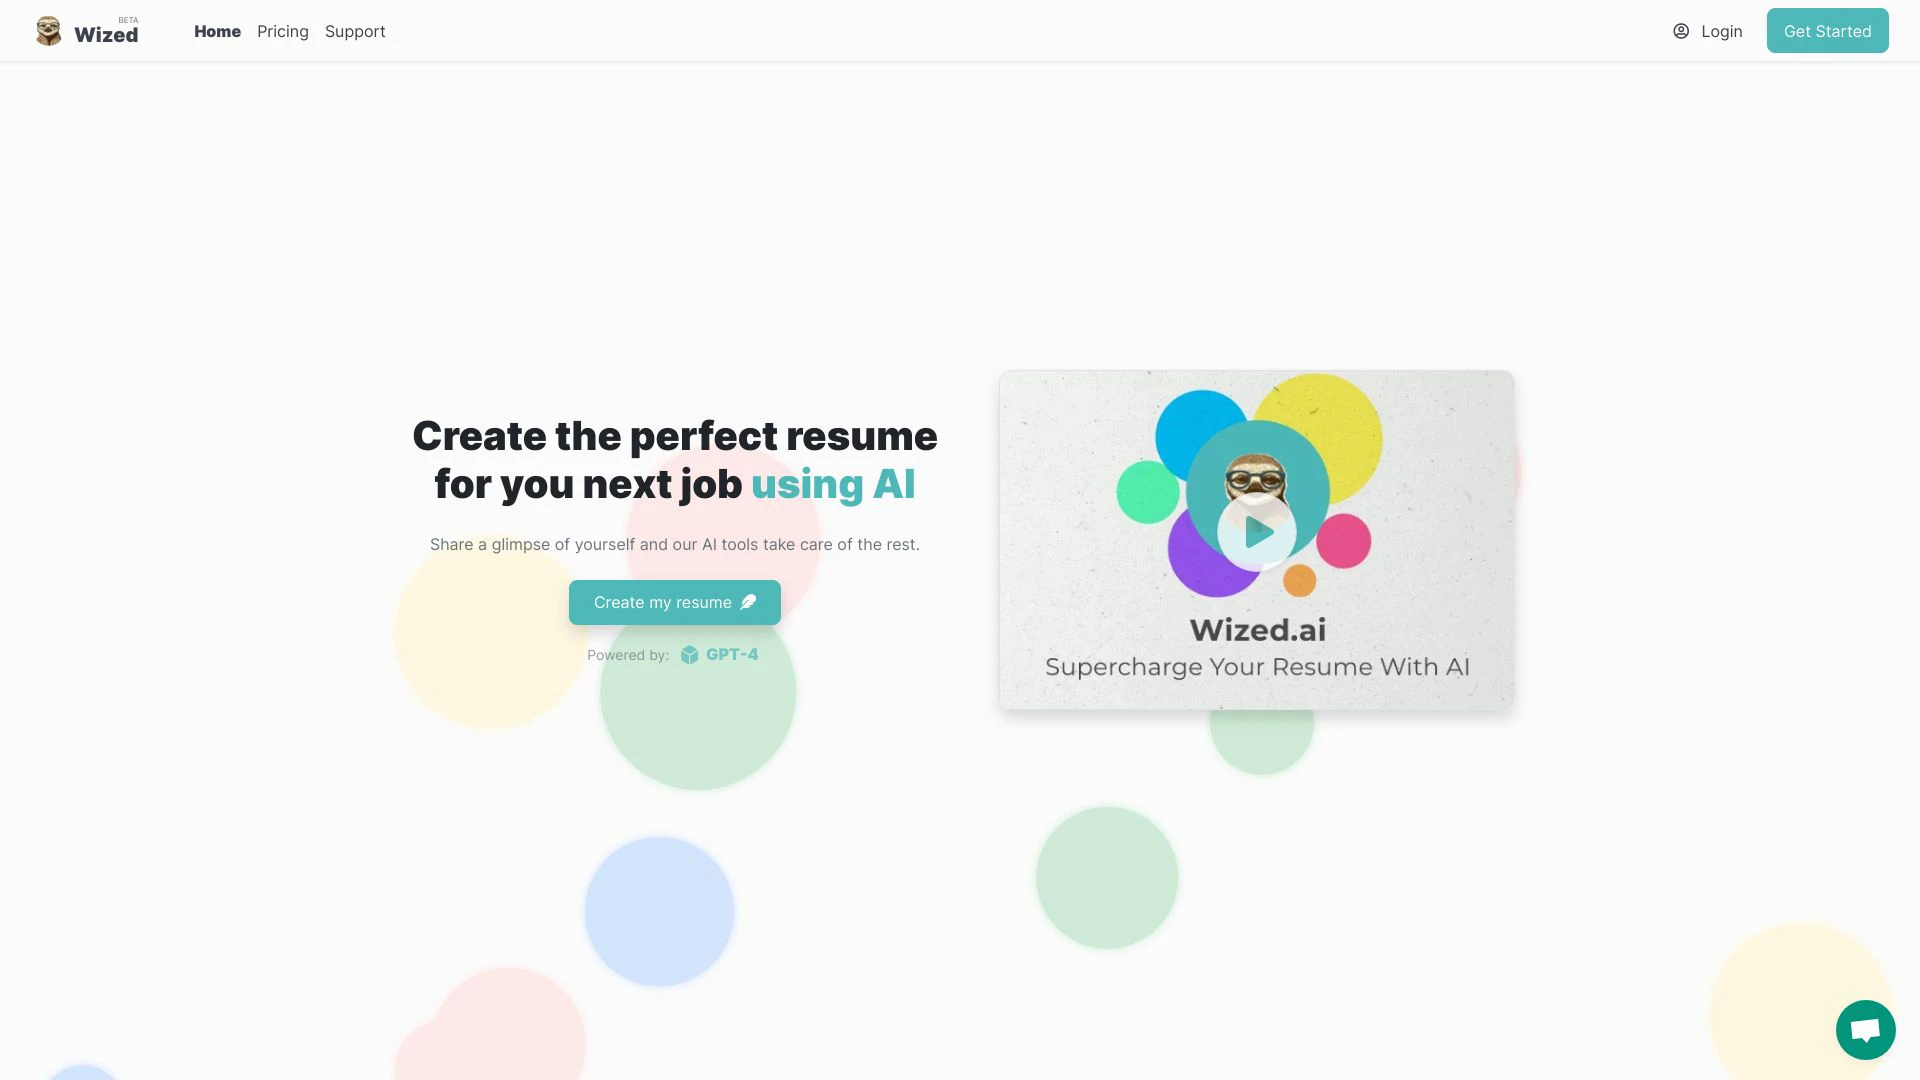 BETA
Wized
Home Pricing Support
Login
Get Started
Create the perfect resume
for you next job using AI
Share a glimpse of yourself and our AI tools take care of the rest.
Create my resume
Powered by: GPT-4
Wized.ai
Supercharge Your Resume With AI